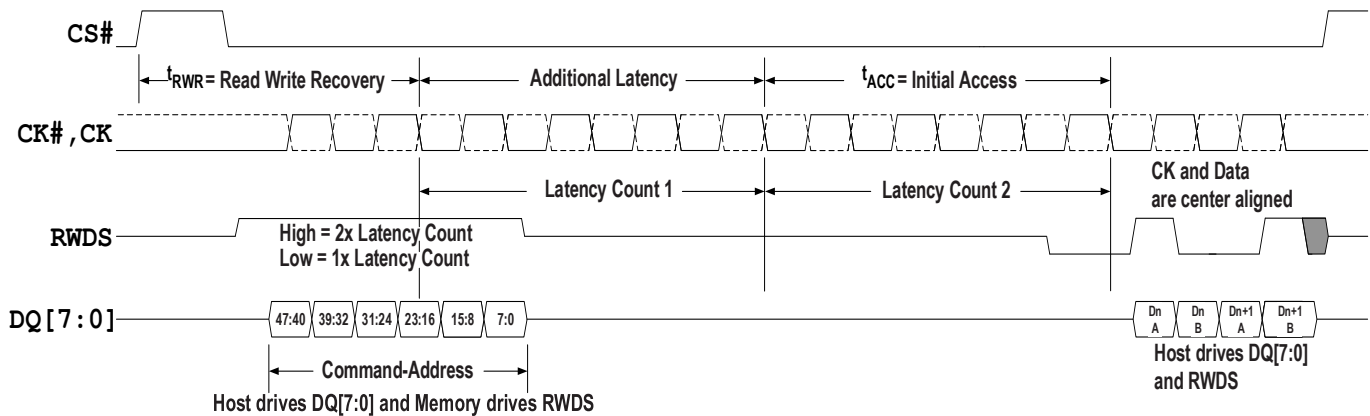 CS#
tRWR = Read Write Recovery
Additional Latency
tACC = Initial Access
CK#,CK
Latency Count 1
Latency Count 2
CK and Data
are center aligned
RWDS
High = 2x Latency Count
Low = 1x Latency Count
DQ[7:0]
47:40
39:32
31:24
23:16
15:8
7:0
Dn
A
Dn
B
Dn+1
A
Dn+1
B
Command-Address
Host drives DQ[7:0]
and RWDS
Host drives DQ[7:0] and Memory drives RWDS